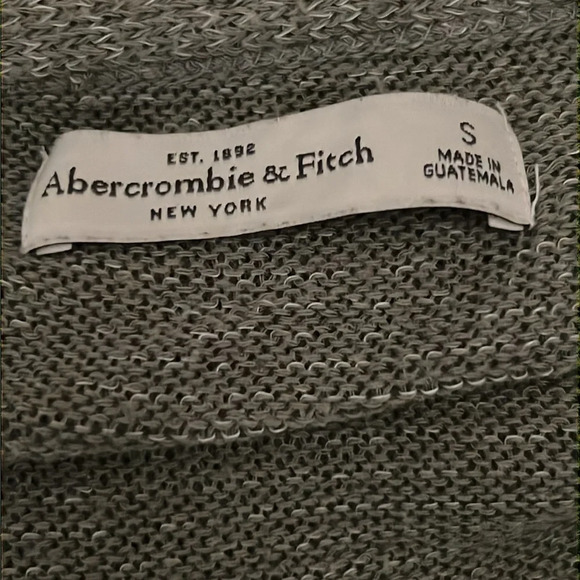 EST. 1892
Abercrombie & Fitch
NEW YORK
S
MADE IN
GUATEMALA